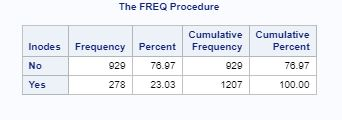 The FREQ Procedure
Inodes Frequency Percent Cumulative Frequency Cumulative Percent
No 929 76.97 929 76.97
Yes 278 23.03 1207 100.00